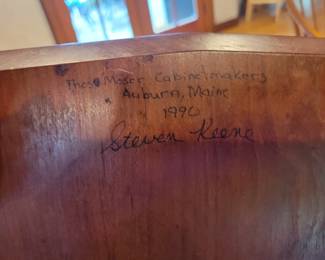 Thos. Moser Cabinetmakers
Auburn, Maine
1990
Steven Keene